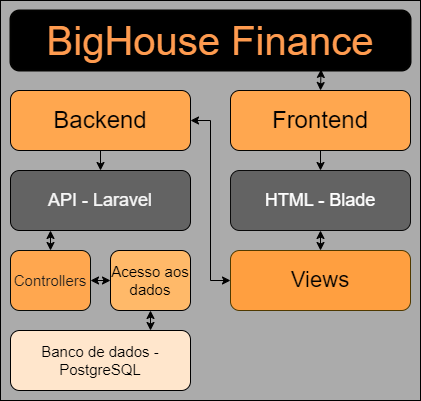 BigHouse Finance
Backend
Frontend
API - Laravel
HTML - Blade
Controllers
Acesso aos
dados
Views
Banco de dados -
PostgreSQL